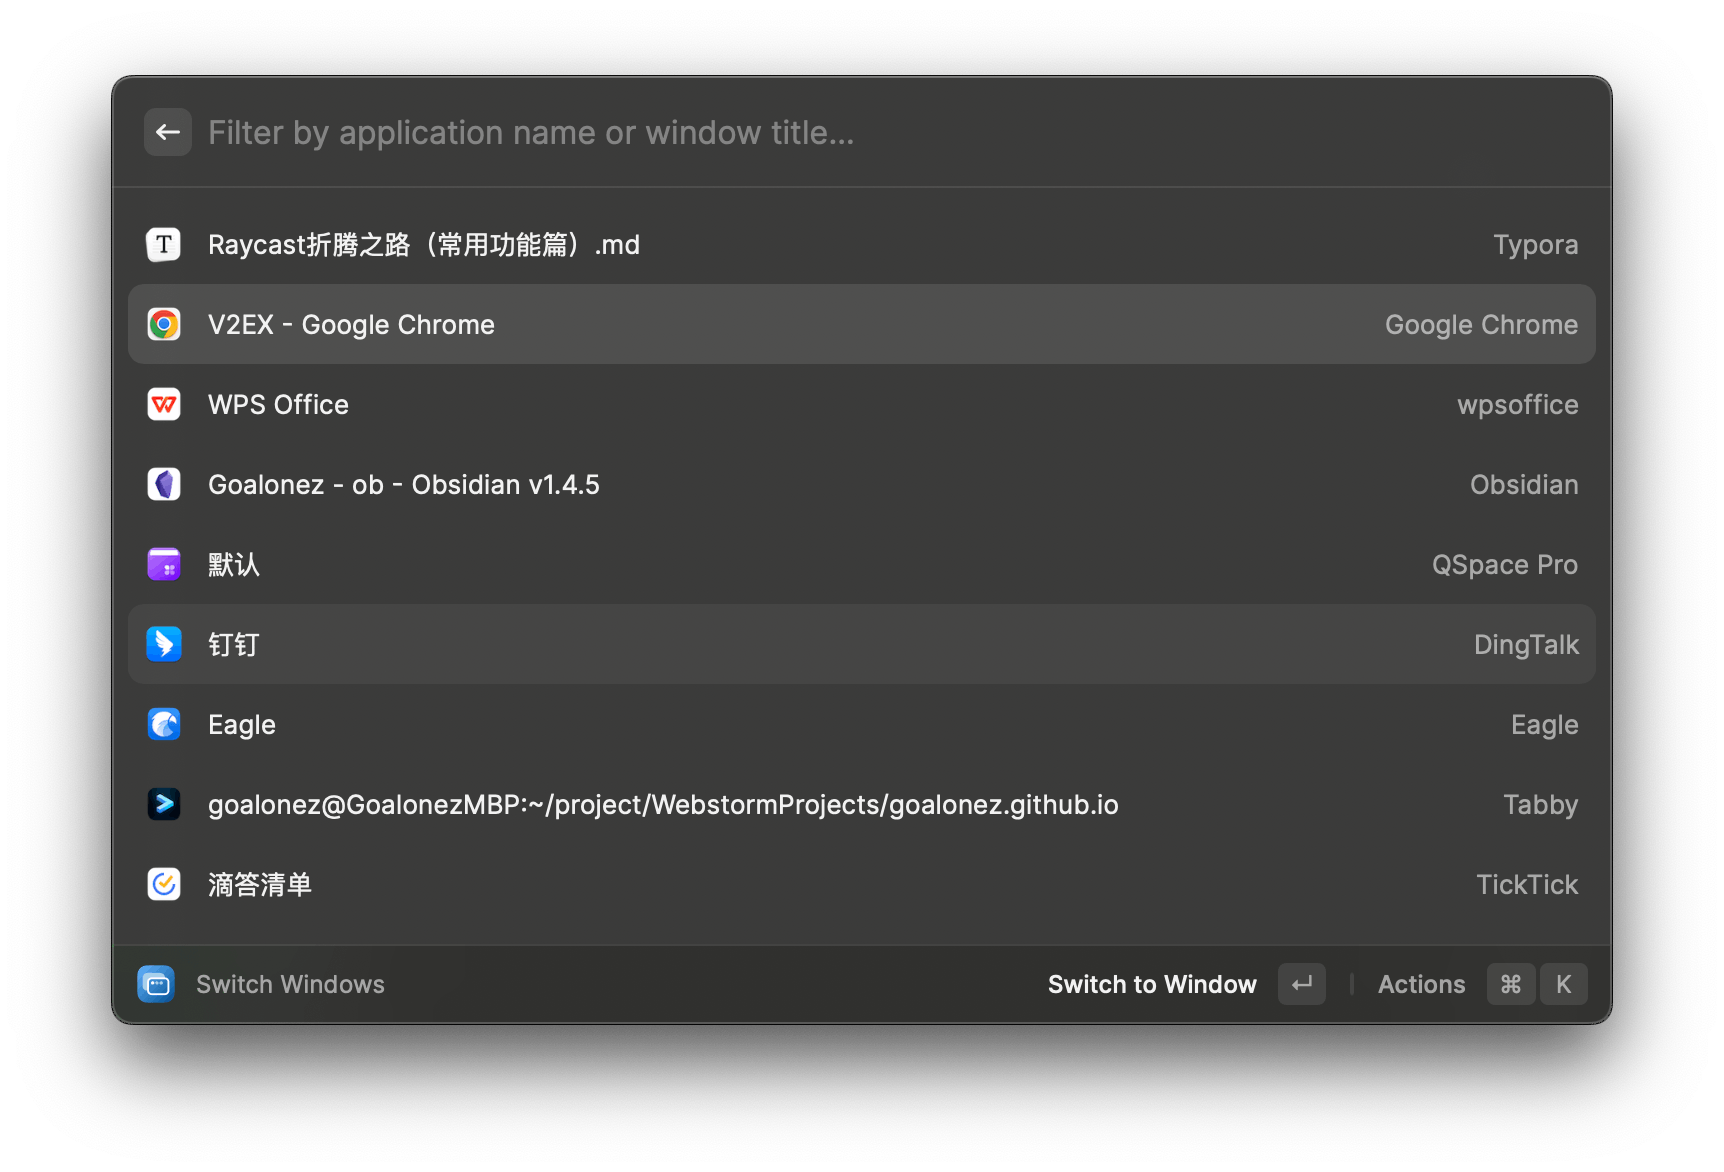 Filter by application name or window title...
Raycast折腾之路（常用功能篇）.md Typora
V2EX - Google Chrome Google Chrome
WPS Office wpsoffice
Goalonez - ob - Obsidian v1.4.5 Obsidian
默认 QSpace Pro
钉钉 DingTalk
Eagle Eagle
goalonez@GoalonezMBP:~/project/WebstormProjects/goalonez.github.io Tabby
滴答清单 TickTick
Switch Windows Switch to Window ↵ Actions ⌘ K